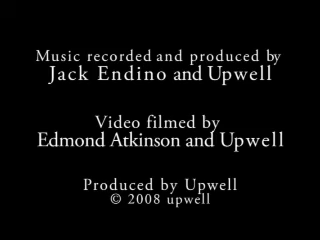 Music recorded and produced by
Jack Endino and Upwell
Video filmed by
Edmond Atkinson and Upwell
Produced by Upwell
© 2008 upwell